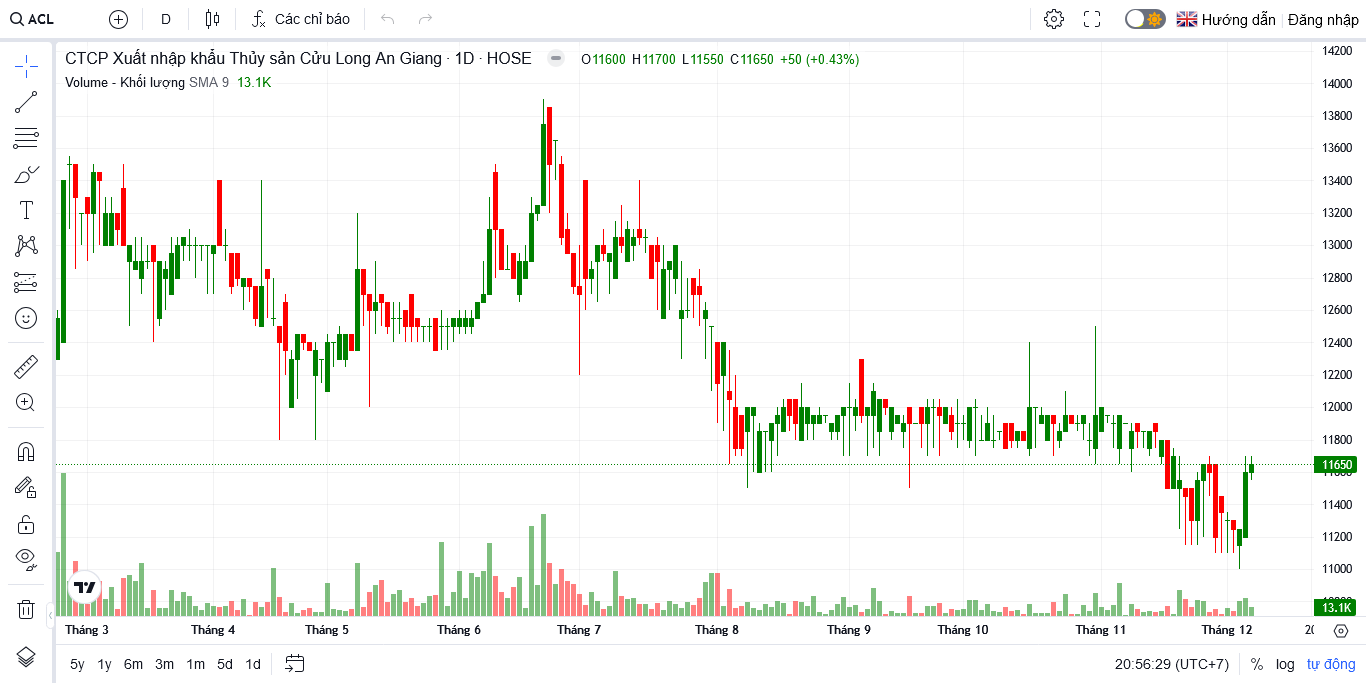 ACL D Các chỉ báo Hướng dẫn Đăng nhập
CTCP Xuất nhập khẩu Thủy sản Cửu Long An Giang · 1D · HOSE O11600 H11700 L11550 C11650 +50 (+0.43%)
Volume - Khối lượng SMA 9 13.1K
14200
14000
13800
13600
13400
13200
13000
12800
12600
12400
12200
12000
11800
11650
11400
11200
11000
13.1K
Tháng 3 Tháng 4 Tháng 5 Tháng 6 Tháng 7 Tháng 8 Tháng 9 Tháng 10 Tháng 11 Tháng 12
5y 1y 6m 3m 1m 5d 1d 20:56:29 (UTC+7) % log tự động